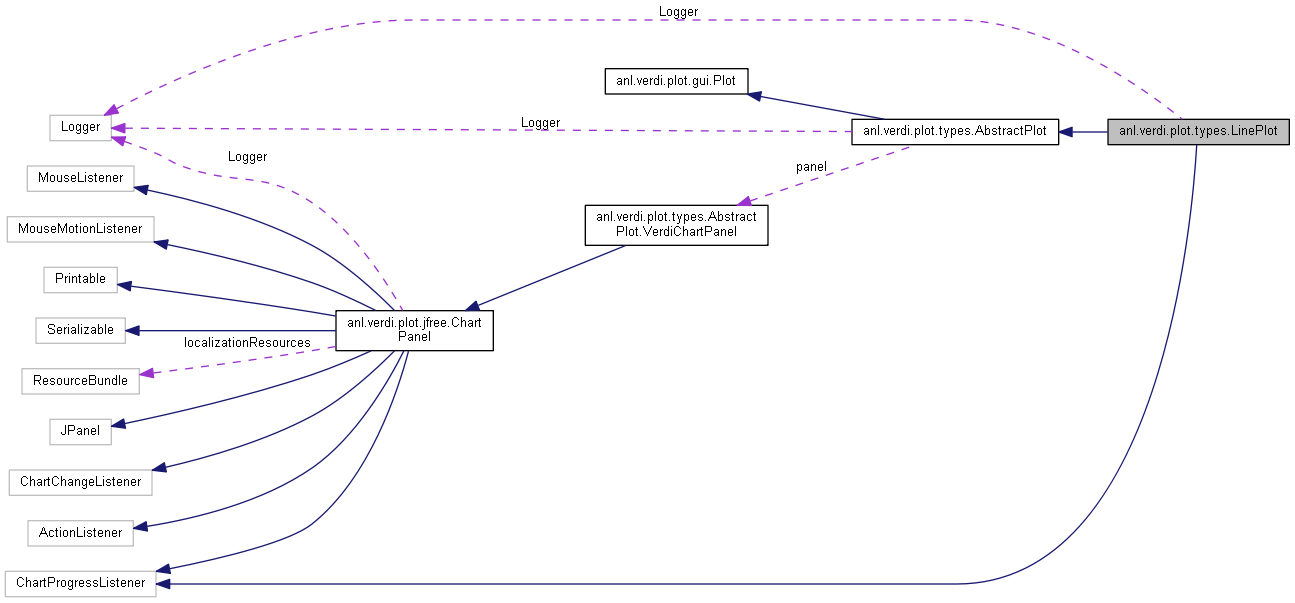 Logger
anl.verdi.plot.gui.Plot
Logger
Logger
anl.verdi.plot.types.AbstractPlot
anl.verdi.plot.types.LinePlot
Logger
panel
MouseListener
anl.verdi.plot.types.Abstract
Plot.VerdiChartPanel
MouseMotionListener
Printable
anl.verdi.plot.jfree.Chart
Panel
Serializable
localizationResources
ResourceBundle
JPanel
ChartChangeListener
ActionListener
ChartProgressListener